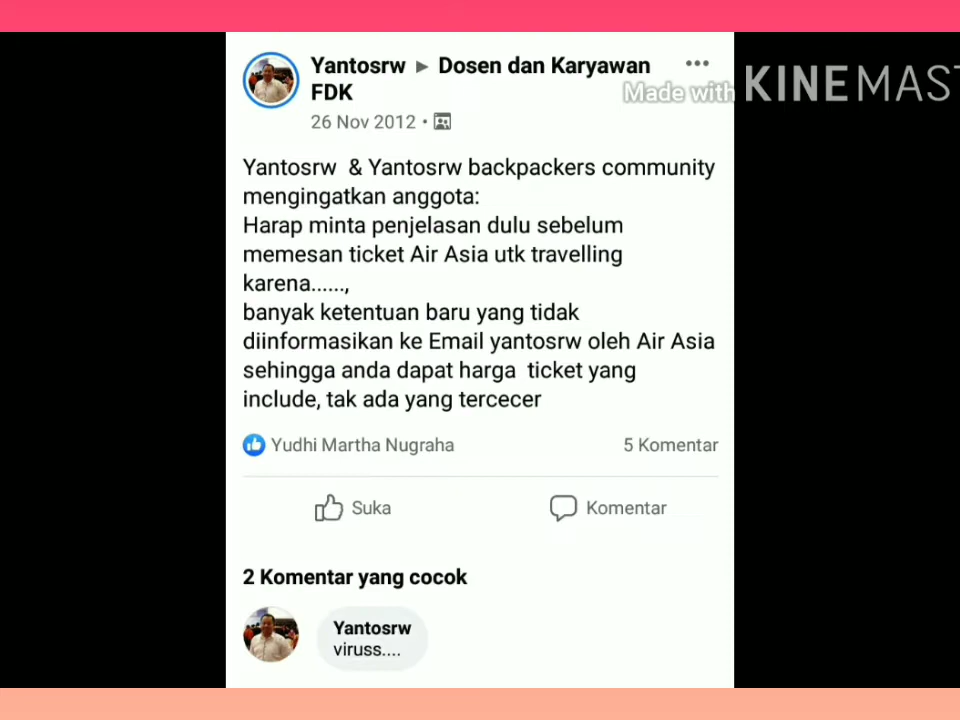 Yantosrw ▸ Dosen dan Karyawan
FDK
26 Nov 2012 •
Made with KINEMAST
Yantosrw & Yantosrw backpackers community
mengingatkan anggota:
Harap minta penjelasan dulu sebelum
memesan ticket Air Asia utk travelling
karena......,
banyak ketentuan baru yang tidak
diinformasikan ke Email yantosrw oleh Air Asia
sehingga anda dapat harga ticket yang
include, tak ada yang tercecer
Yudhi Martha Nugraha 5 Komentar
Suka Komentar
2 Komentar yang cocok
Yantosrw
viruss....